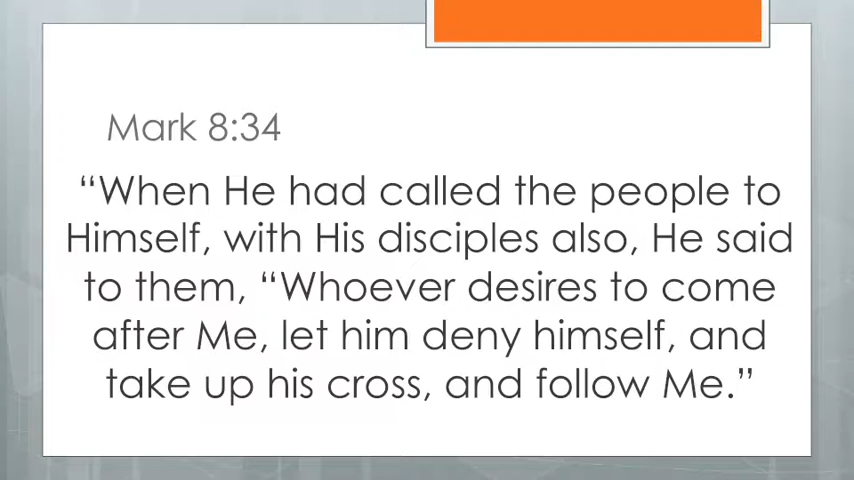 Mark 8:34
“When He had called the people to
Himself, with His disciples also, He said
to them, “Whoever desires to come
after Me, let him deny himself, and
take up his cross, and follow Me.”